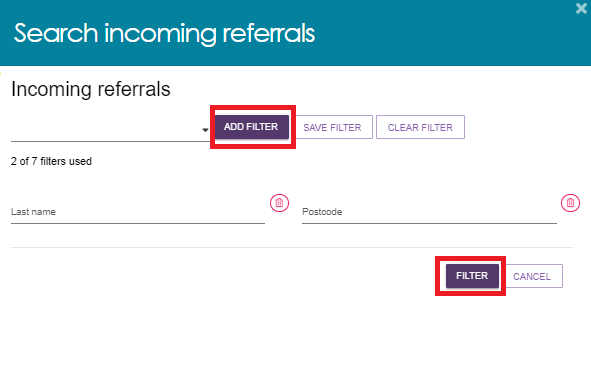 Search incoming referrals
Incoming referrals
ADD FILTER SAVE FILTER CLEAR FILTER
2 of 7 filters used
Last name Postcode
FILTER CANCEL